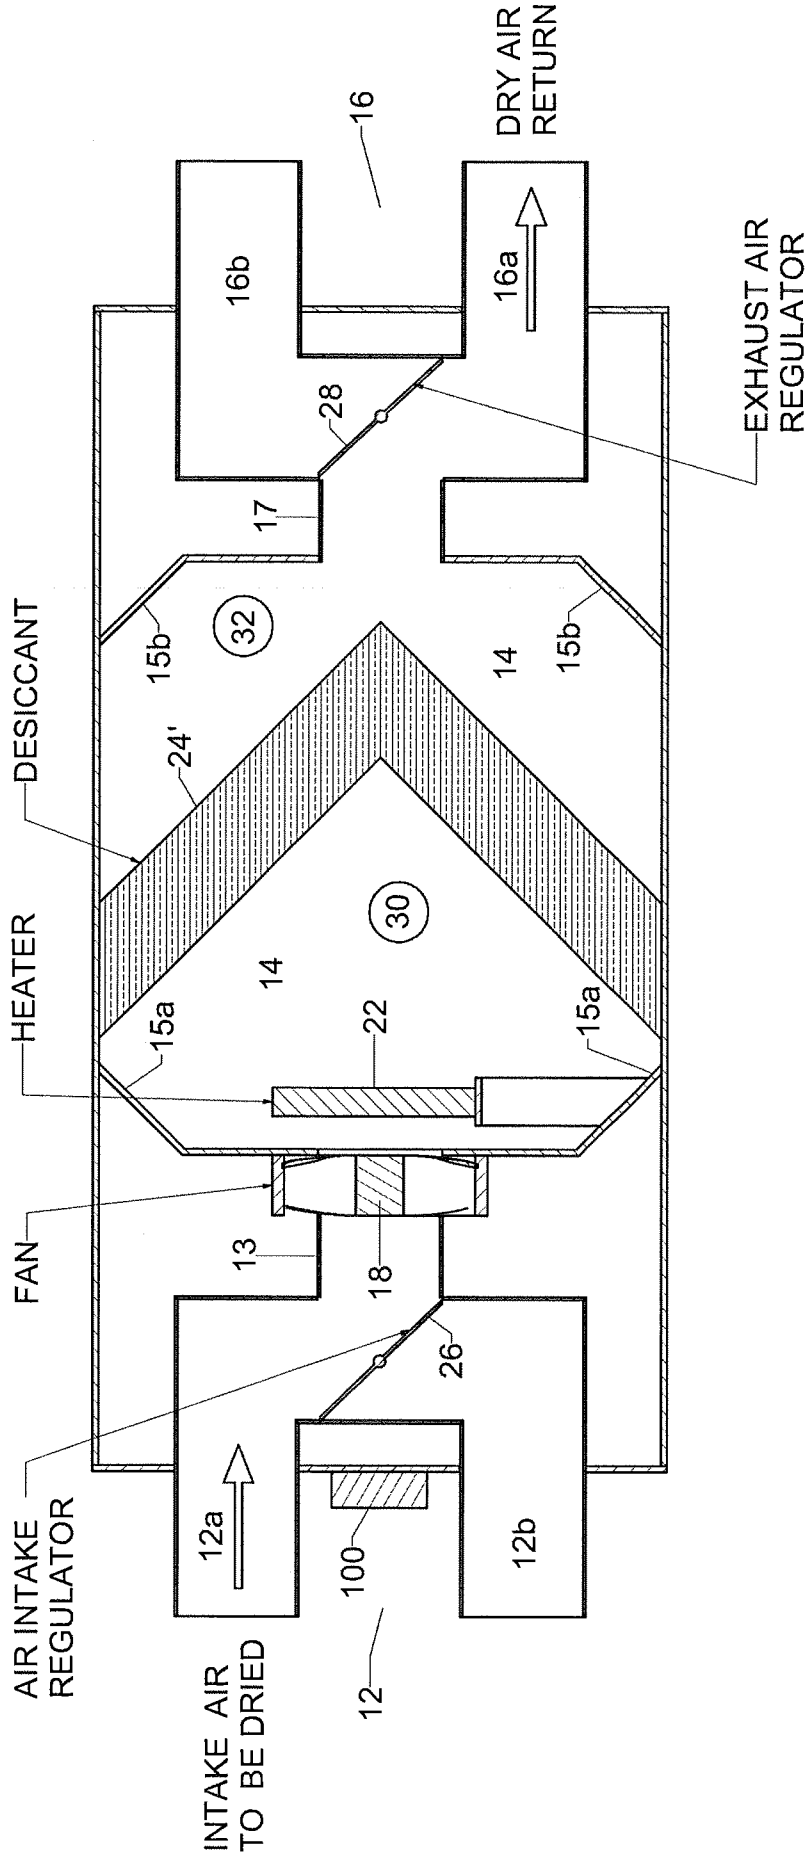 AIR INTAKE
REGULATOR
FAN
HEATER
DESICCANT
INTAKE AIR
TO BE DRIED
12a
13
15a
14
24'
15b
32
17
16b
28
16
12
100
26
18
22
30
14
12b
15a
15b
16a
DRY AIR
RETURN
EXHAUST AIR
REGULATOR